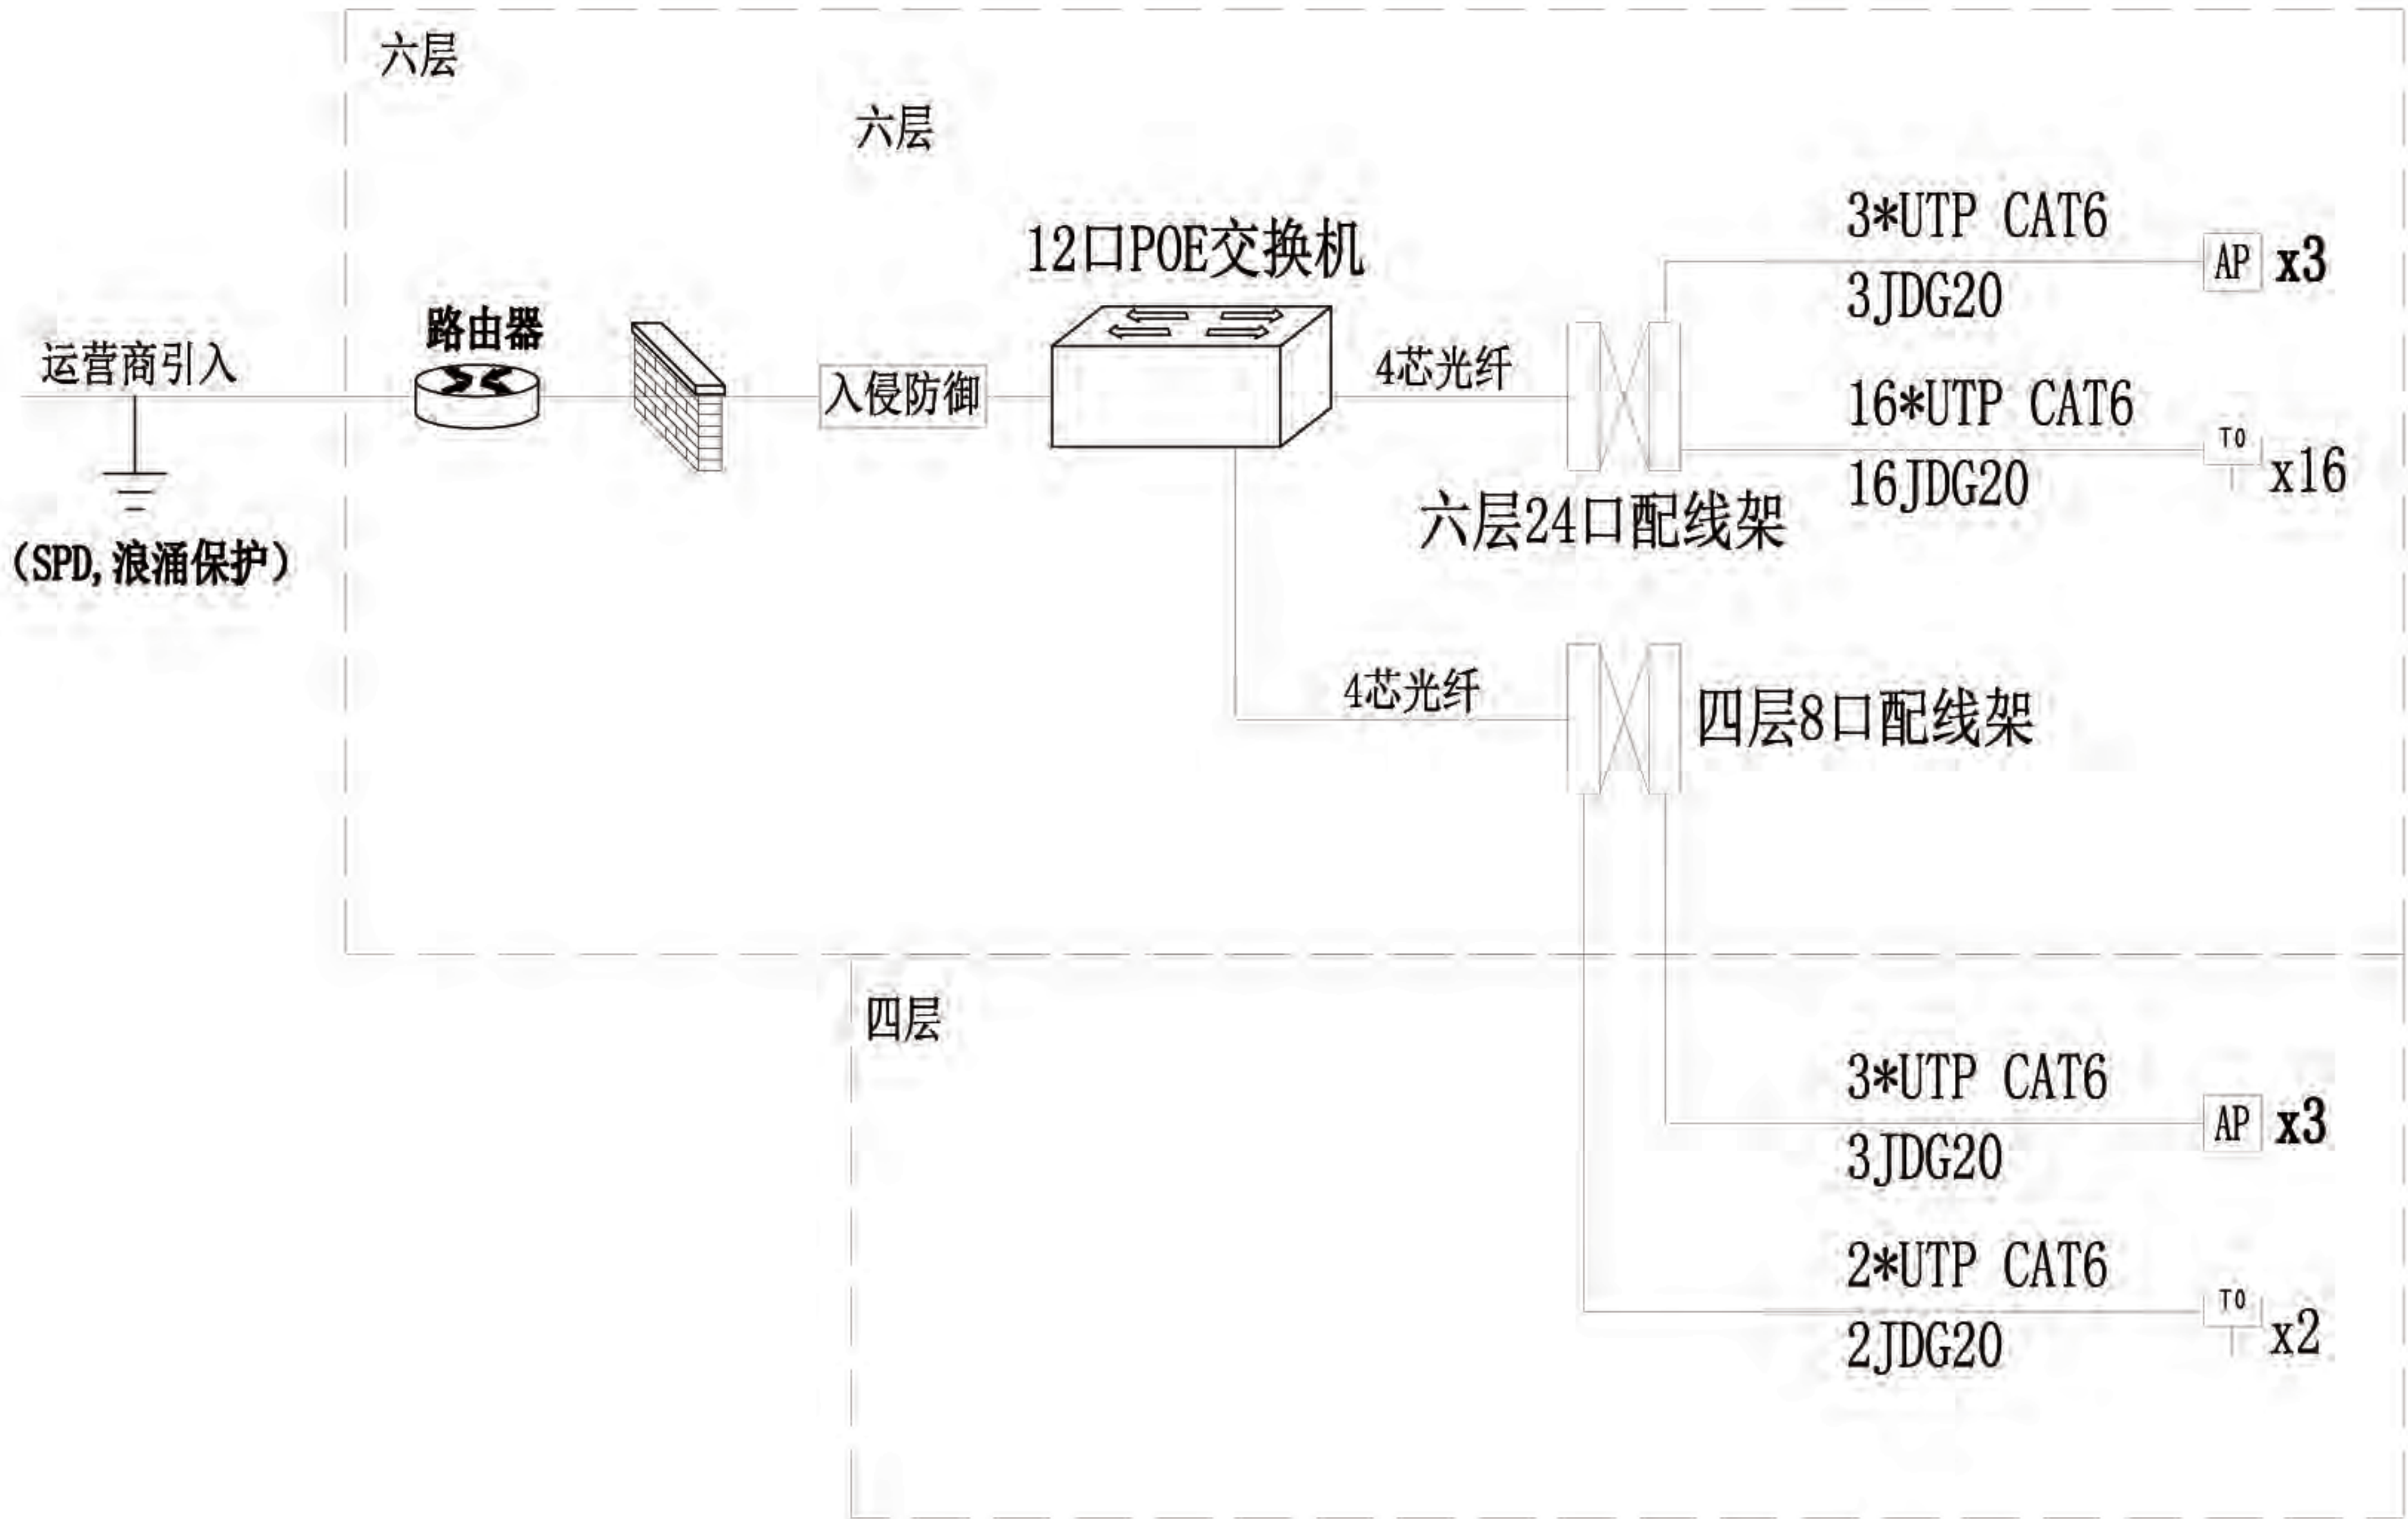 六层
六层
12口POE交换机
3*UTP CAT6
AP x3
3JDG20
路由器
运营商引入
入侵防御
4芯光纤
16*UTP CAT6
TO
x16
16JDG20
六层24口配线架
(SPD,浪涌保护)
4芯光纤
四层8口配线架
四层
3*UTP CAT6
AP x3
3JDG20
2*UTP CAT6
TO
x2
2JDG20